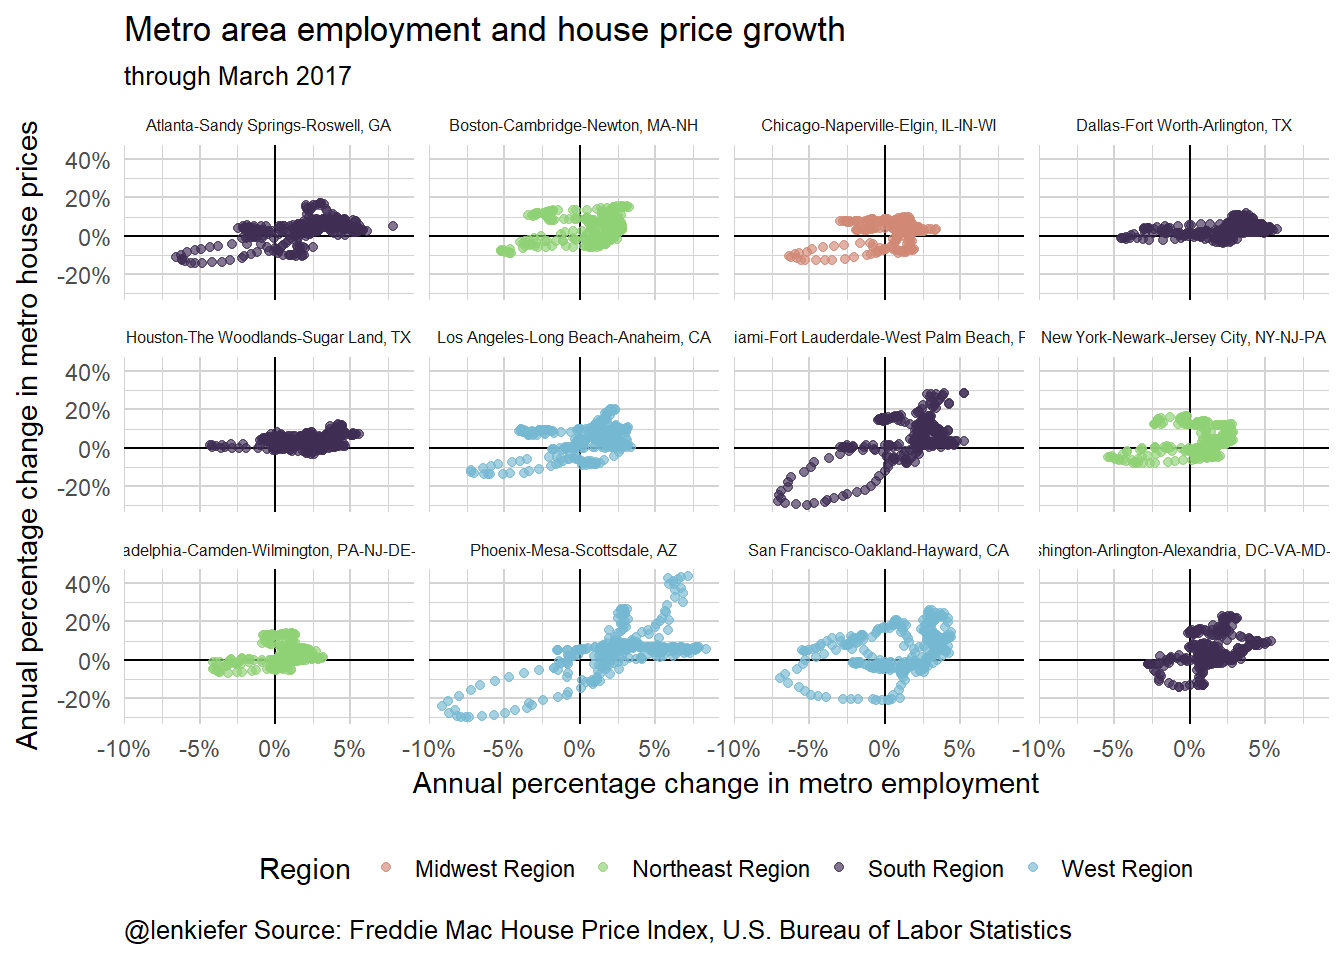 Metro area employment and house price growth
through March 2017
Annual percentage change in metro house prices
Atlanta-Sandy Springs-Roswell, GA
Boston-Cambridge-Newton, MA-NH
Chicago-Naperville-Elgin, IL-IN-WI
Dallas-Fort Worth-Arlington, TX
40%
20%
0%
-20%
Houston-The Woodlands-Sugar Land, TX
Los Angeles-Long Beach-Anaheim, CA
iami-Fort Lauderdale-West Palm Beach, F
New York-Newark-Jersey City, NY-NJ-PA
40%
20%
0%
-20%
adelphia-Camden-Wilmington, PA-NJ-DE-
Phoenix-Mesa-Scottsdale, AZ
San Francisco-Oakland-Hayward, CA
shington-Arlington-Alexandria, DC-VA-MD-
40%
20%
0%
-20%
-10% 0% 5% -10% 0% 5% -10% 0% 5% -10% 0% 5%
Annual percentage change in metro employment
Region Midwest Region Northeast Region South Region West Region
@lenkiefer Source: Freddie Mac House Price Index, U.S. Bureau of Labor Statistics